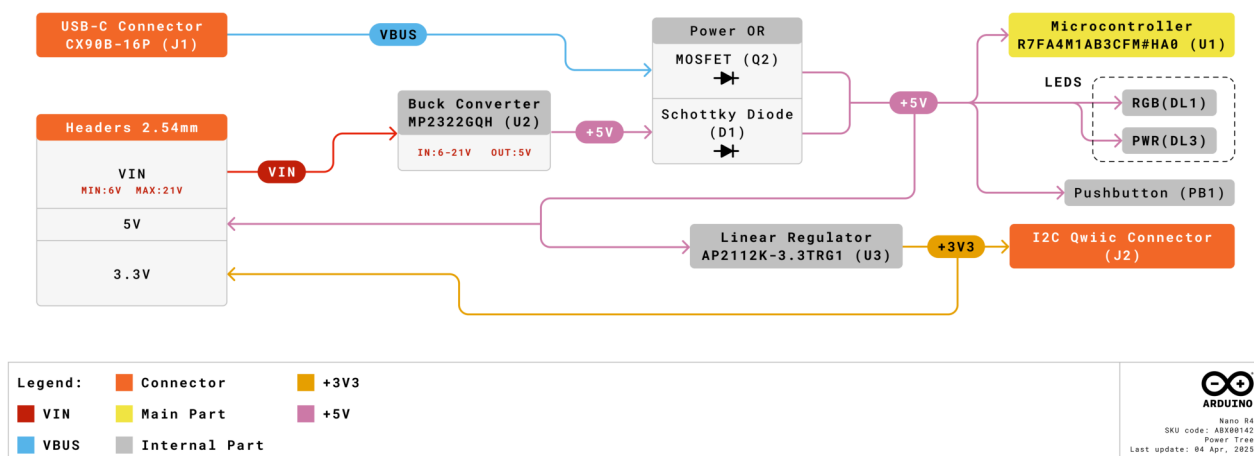 USB-C Connector
CX90B-16P (J1)
VBUS
Power OR
MOSFET (Q2)
Schottky Diode
(D1)
Microcontroller
R7FA4M1AB3CFM#HA0 (U1)
LEDS
RGB(DL1)
PWR(DL3)
+5V
Pushbutton (PB1)
Buck Converter
MP2322GQH (U2)
IN:6-21V OUT:5V
+5V
Headers 2.54mm
VIN
MIN:6V MAX:21V
VIN
5V
3.3V
Linear Regulator
AP2112K-3.3TRG1 (U3)
+3V3
I2C Qwiic Connector
(J2)
Legend:
Connector
+3V3
VIN
Main Part
+5V
VBUS
Internal Part
ARDUINO
Nano R4
SKU code: ABX00142
Power Tree
Last update: 04 Apr, 2025